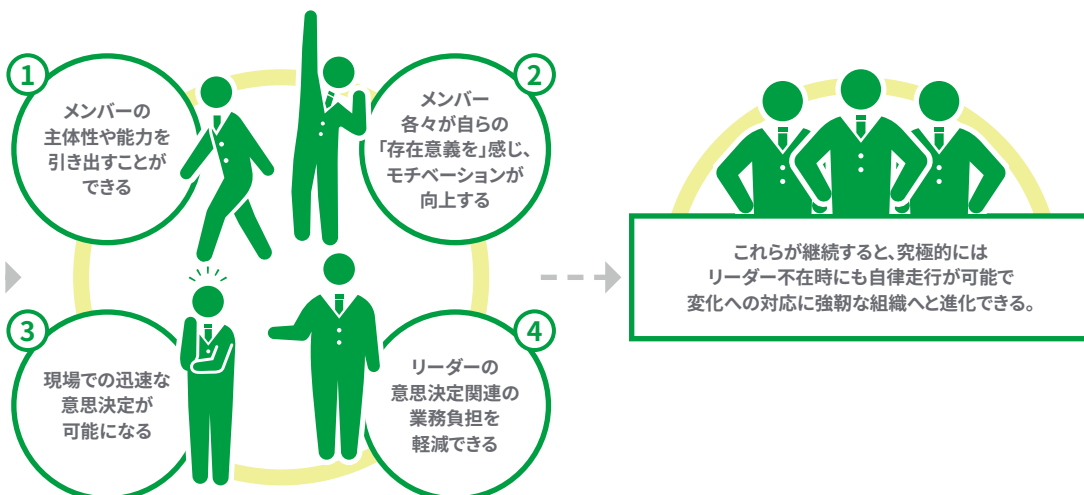 1
メンバーの
主体性や能力を
引き出すことが
できる
2
メンバー
各々が自らの
「存在意義を」感じ、
モチベーションが
向上する
3
現場での迅速な
意思決定が
可能になる
4
リーダーの
意思決定関連の
業務負担を
軽減できる
これらが継続すると、究極的には
リーダー不在時にも自律走行が可能で
変化への対応に強靭な組織へと進化できる。